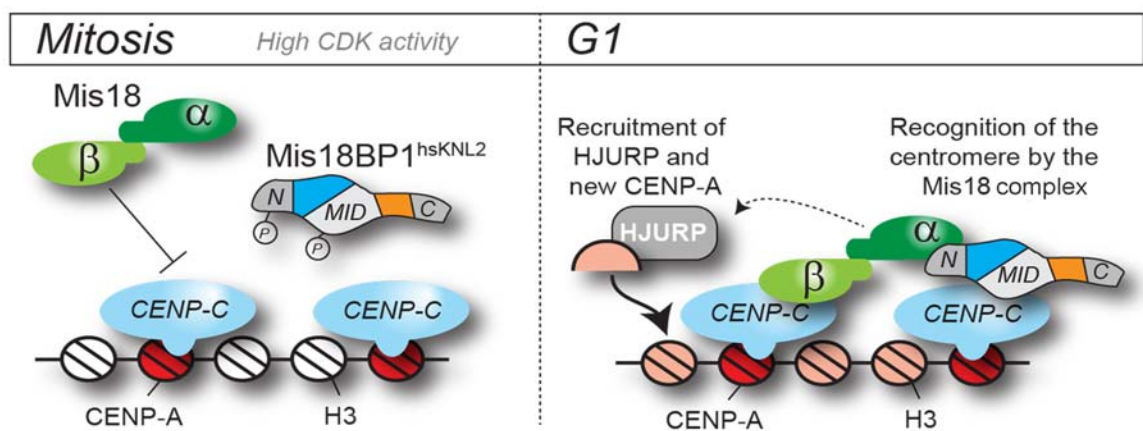 Mitosis
High CDK activity
Mis18
α
β
Mis18BP1hsKNL2
N
MID
C
P
P
CENP-C
CENP-C
CENP-A
H3
G1
Recruitment of
HJURP and
new CENP-A
Recognition of the
centromere by the
Mis18 complex
HJURP
α
β
N
MID
C
CENP-C
CENP-C
CENP-A
H3